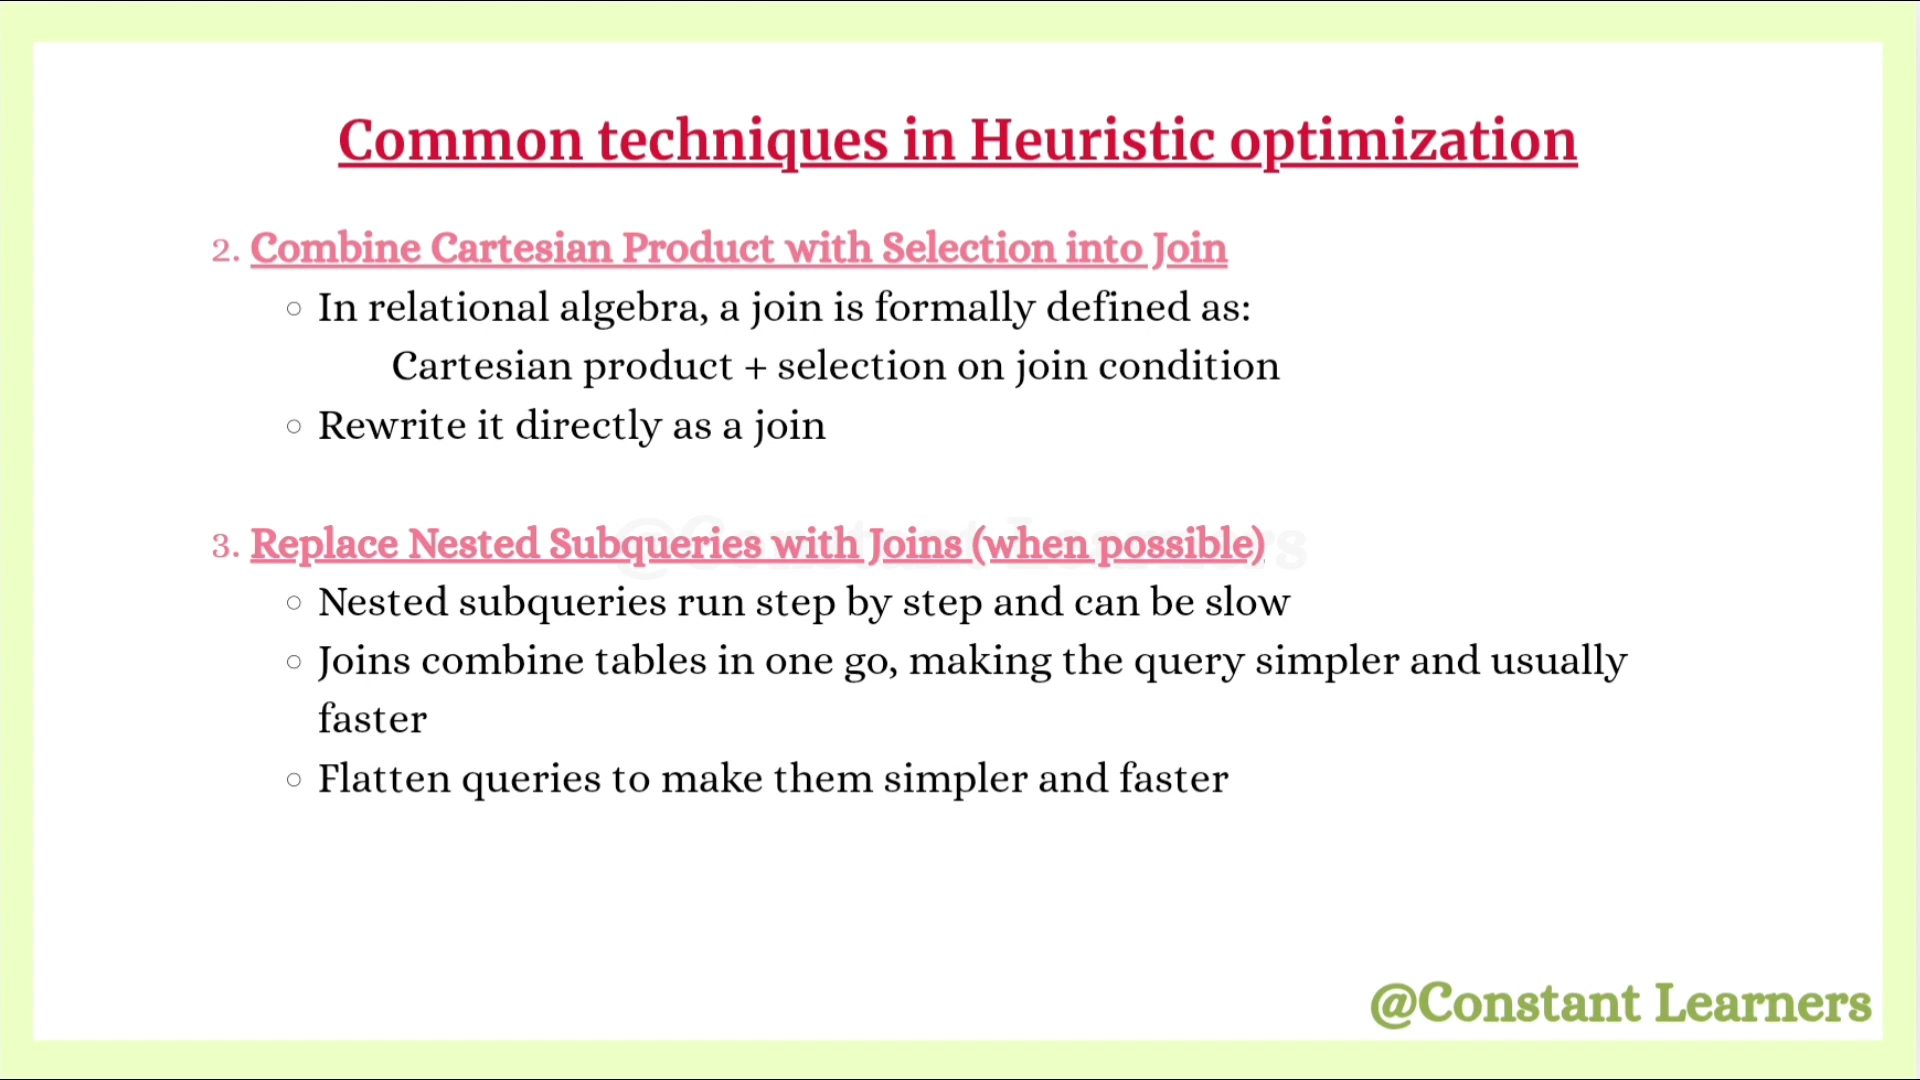 Common techniques in Heuristic optimization
2. Combine Cartesian Product with Selection into Join
○ In relational algebra, a join is formally defined as:
Cartesian product + selection on join condition
○ Rewrite it directly as a join
3. Replace Nested Subqueries with Joins (when possible)
@Constant Learners
○ Nested subqueries run step by step and can be slow
○ Joins combine tables in one go, making the query simpler and usually
faster
○ Flatten queries to make them simpler and faster
@Constant Learners